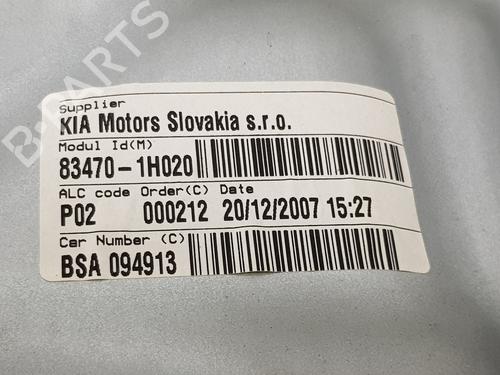 B-PARTS
Supplier
KIA Motors Slovakia s.r.o.
Modul Id(M)
83470-1H020
ALC code Order(C) Date
P02 000212 20/12/2007 15:27
Car Number (C)
BSA 094913